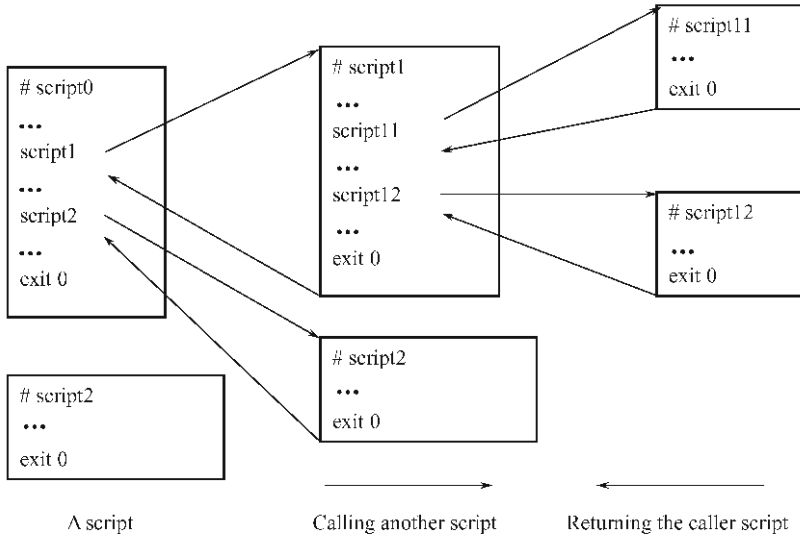 # script0
...
script1
...
script2
...
exit 0
# script1
...
script11
...
script12
...
exit 0
# script11
...
exit 0
# script12
...
exit 0
# script2
...
exit 0
# script2
...
exit 0
A script
Calling another script
Returning the caller script